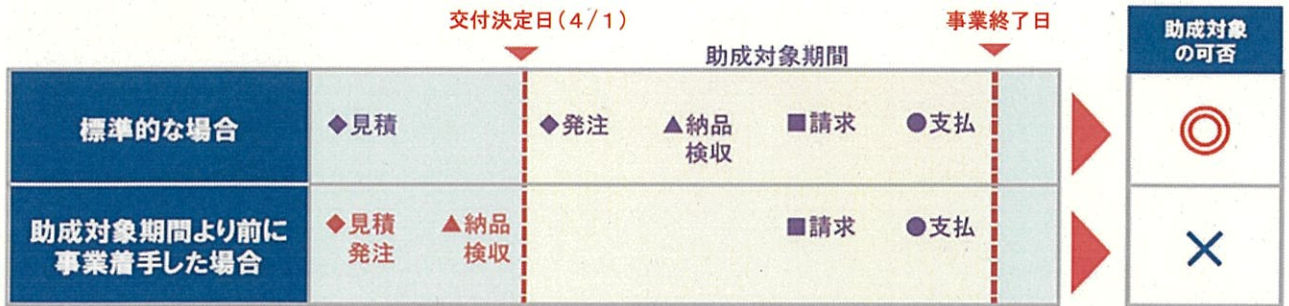 交付決定日(4/1)
事業終了日
助成対象期間
助成対象
の可否
標準的な場合
◆見積
◆発注
▲納品
検収
■請求
●支払
◎
助成対象期間より前に
事業着手した場合
◆見積
発注
▲納品
検収
■請求
●支払
×